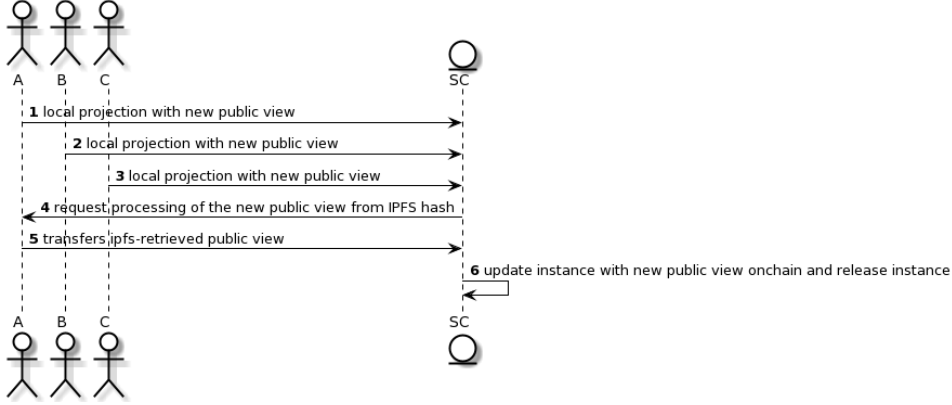 A B C SC
1 local projection with new public view
2 local projection with new public view
3 local projection with new public view
4 request processing of the new public view from IPFS hash
5 transfers ipfs-retrieved public view
6 update instance with new public view onchain and release instance
A B C SC